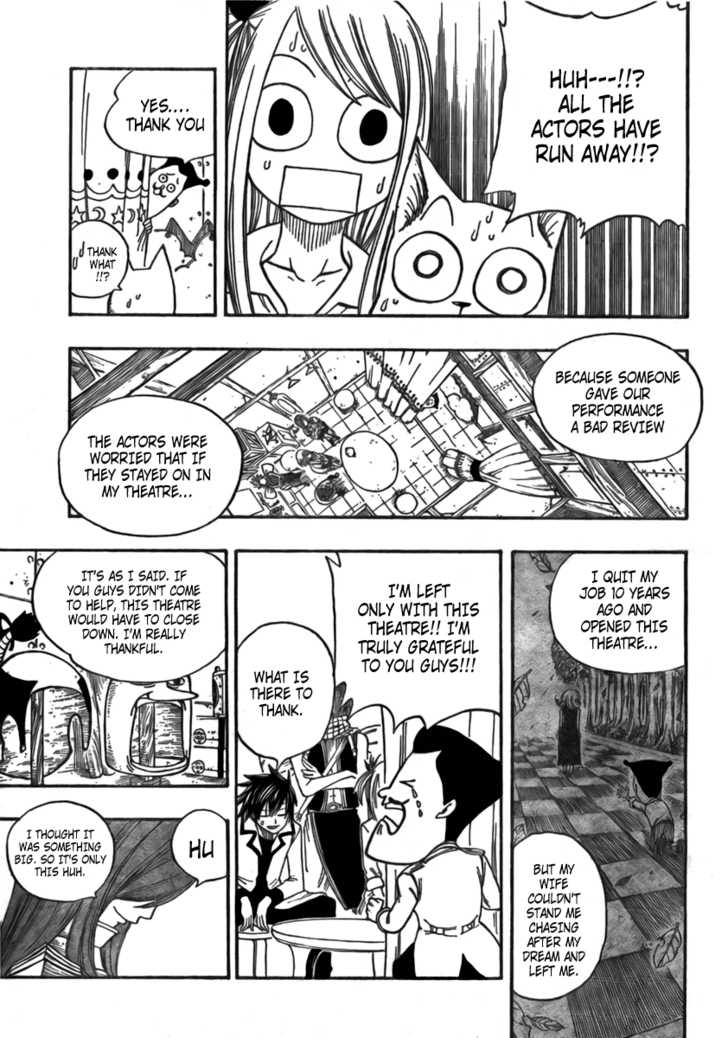 HUH---!!?
ALL THE
ACTORS HAVE
RUN AWAY!!?
YES....
THANK YOU
THANK
WHAT
!!?
BECAUSE SOMEONE
GAVE OUR
PERFORMANCE
A BAD REVIEW
THE ACTORS WERE
WORRIED THAT IF
THEY STAYED ON IN
MY THEATRE...
I QUIT MY
JOB 10 YEARS
AGO AND
OPENED THIS
THEATRE...
BUT MY
WIFE
COULDN'T
STAND ME
CHASING
AFTER MY
DREAM AND
LEFT ME.
I'M LEFT
ONLY WITH THIS
THEATRE!! I'M
TRULY GRATEFUL
TO YOU GUYS!!!
WHAT IS
THERE TO
THANK.
IT'S AS I SAID. IF
YOU GUYS DIDN'T COME
TO HELP, THIS THEATRE
WOULD HAVE TO CLOSE
DOWN. I'M REALLY
THANKFUL.
HU
I THOUGHT IT
WAS SOMETHING
BIG. SO IT'S ONLY
THIS HUH.